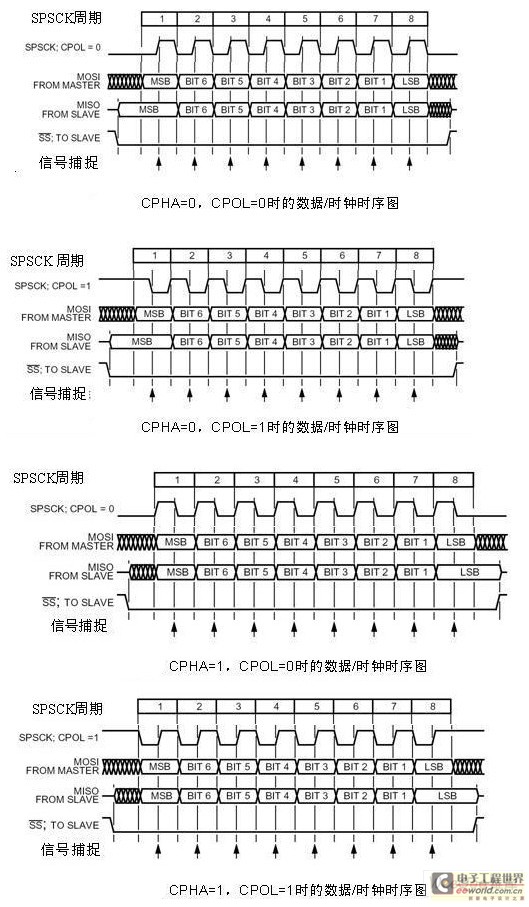 SPSCK周期 1 2 3 4 5 6 7 8
SPSCK; CPOL = 0
MOSI
FROM MASTER MSB BIT 6 BIT 5 BIT 4 BIT 3 BIT 2 BIT 1 LSB
MISO
FROM SLAVE MSB BIT 6 BIT 5 BIT 4 BIT 3 BIT 2 BIT 1 LSB
SS; TO SLAVE
信号捕捉
CPHA=0，CPOL=0时的数据/时钟时序图
SPSCK 周期 1 2 3 4 5 6 7 8
SPSCK; CPOL =1
MOSI
FROM MASTER MSB BIT 6 BIT 5 BIT 4 BIT 3 BIT 2 BIT 1 LSB
MISO
FROM SLAVE MSB BIT 6 BIT 5 BIT 4 BIT 3 BIT 2 BIT 1 LSB
SS; TO SLAVE
信号捕捉
CPHA=0，CPOL=1时的数据/时钟时序图
SPSCK周期 1 2 3 4 5 6 7 8
SPSCK; CPOL = 0
MOSI
FROM MASTER MSB BIT 6 BIT 5 BIT 4 BIT 3 BIT 2 BIT 1 LSB
MISO
FROM SLAVE MSB BIT 6 BIT 5 BIT 4 BIT 3 BIT 2 BIT 1 LSB
SS; TO SLAVE
信号捕捉
CPHA=1，CPOL=0时的数据/时钟时序图
SPSCK周期 1 2 3 4 5 6 7 8
SPSCK; CPOL =1
MOSI
FROM MASTER MSB BIT 6 BIT 5 BIT 4 BIT 3 BIT 2 BIT 1 LSB
MISO
FROM SLAVE MSB BIT 6 BIT 5 BIT 4 BIT 3 BIT 2 BIT 1 LSB
SS; TO SLAVE
信号捕捉
CPHA=1，CPOL=1时的数据/时钟时序图
电子工程世界
eeworld.com.cn